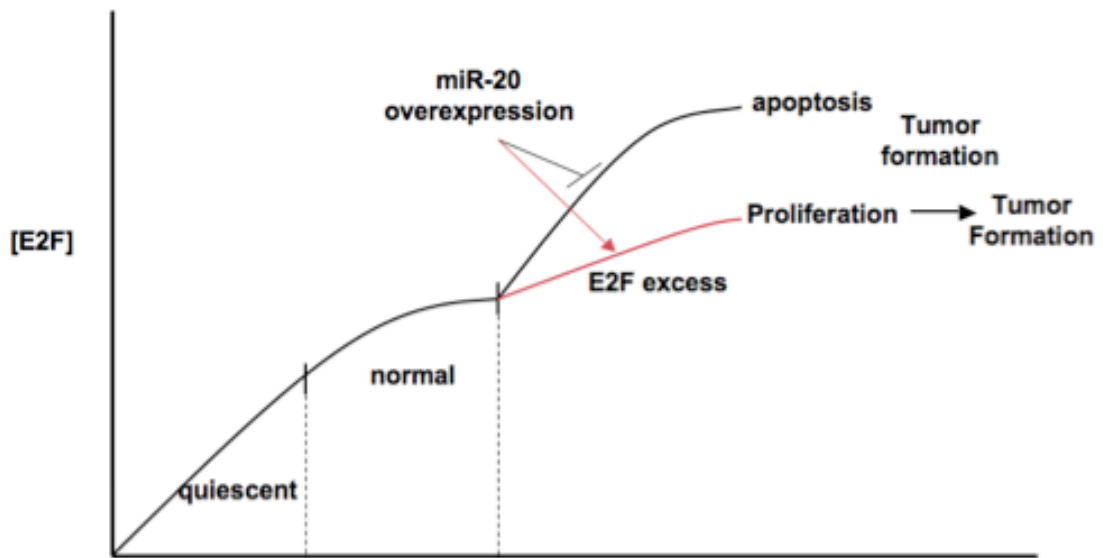 miR-20
overexpression
apoptosis
Tumor
formation
[E2F]
Proliferation
Tumor
Formation
E2F excess
normal
quiescent